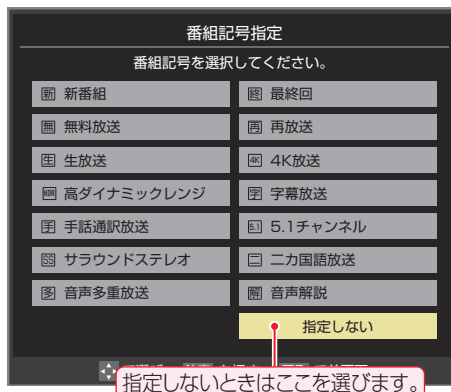 番組記号指定
番組記号を選択してください。
新 新番組
終 最終回
無 無料放送
再 再放送
生 生放送
4K 4K放送
HDR 高ダイナミックレンジ
字 字幕放送
手 手話通訳放送
5.1 5.1チャンネル
SS サラウンドステレオ
二 二カ国語放送
多 音声多重放送
解 音声解説
指定しない
指定しないときはここを選びます。